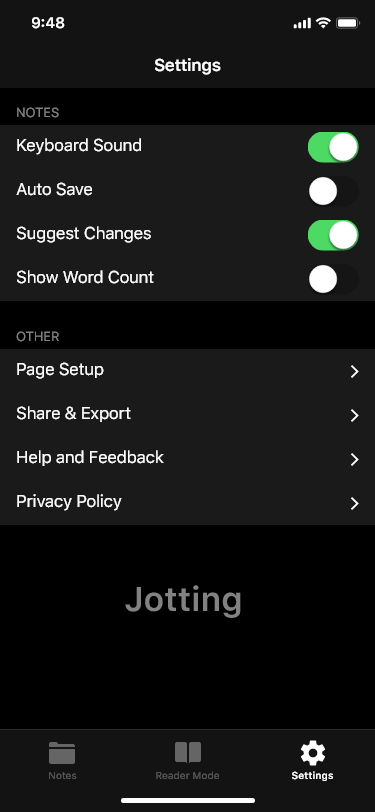 9:48
Settings
NOTES
Keyboard Sound
Auto Save
Suggest Changes
Show Word Count
OTHER
Page Setup
Share & Export
Help and Feedback
Privacy Policy
Jotting
Notes
Reader Mode
Settings